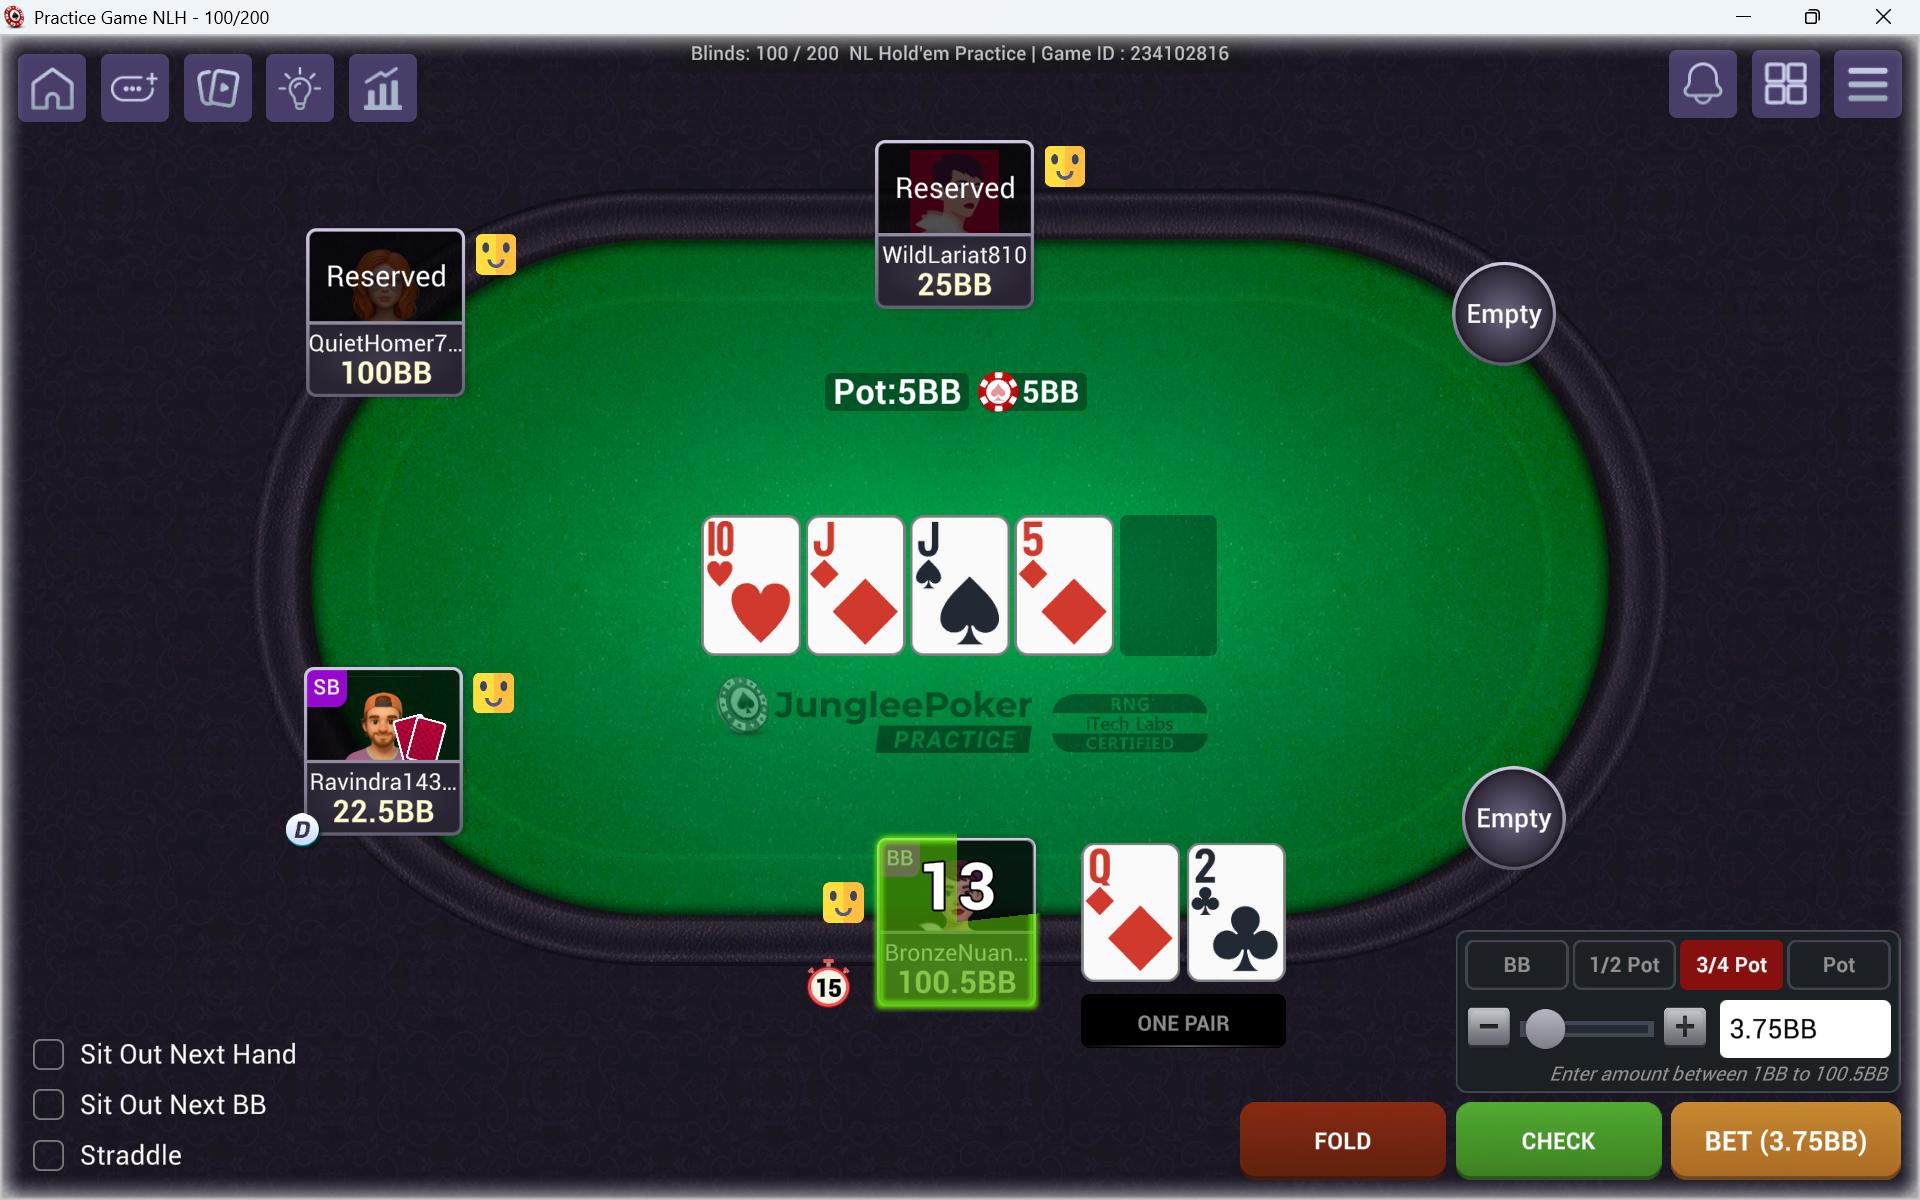 Practice Game NLH - 100/200
Blinds: 100 / 200 NL Hold'em Practice | Game ID : 234102816
Reserved
WildLariat810
25BB
Reserved
QuietHomer7...
100BB
Empty
Pot:5BB 5BB
10 J J 5
JungleePoker
PRACTICE
RNG
iTech Labs
CERTIFIED
SB
Ravindra143...
22.5BB
D
Empty
BB
13
BronzeNuan...
100.5BB
15
Q 2
ONE PAIR
BB 1/2 Pot 3/4 Pot Pot
3.75BB
Enter amount between 1BB to 100.5BB
Sit Out Next Hand
Sit Out Next BB
Straddle
FOLD CHECK BET (3.75BB)